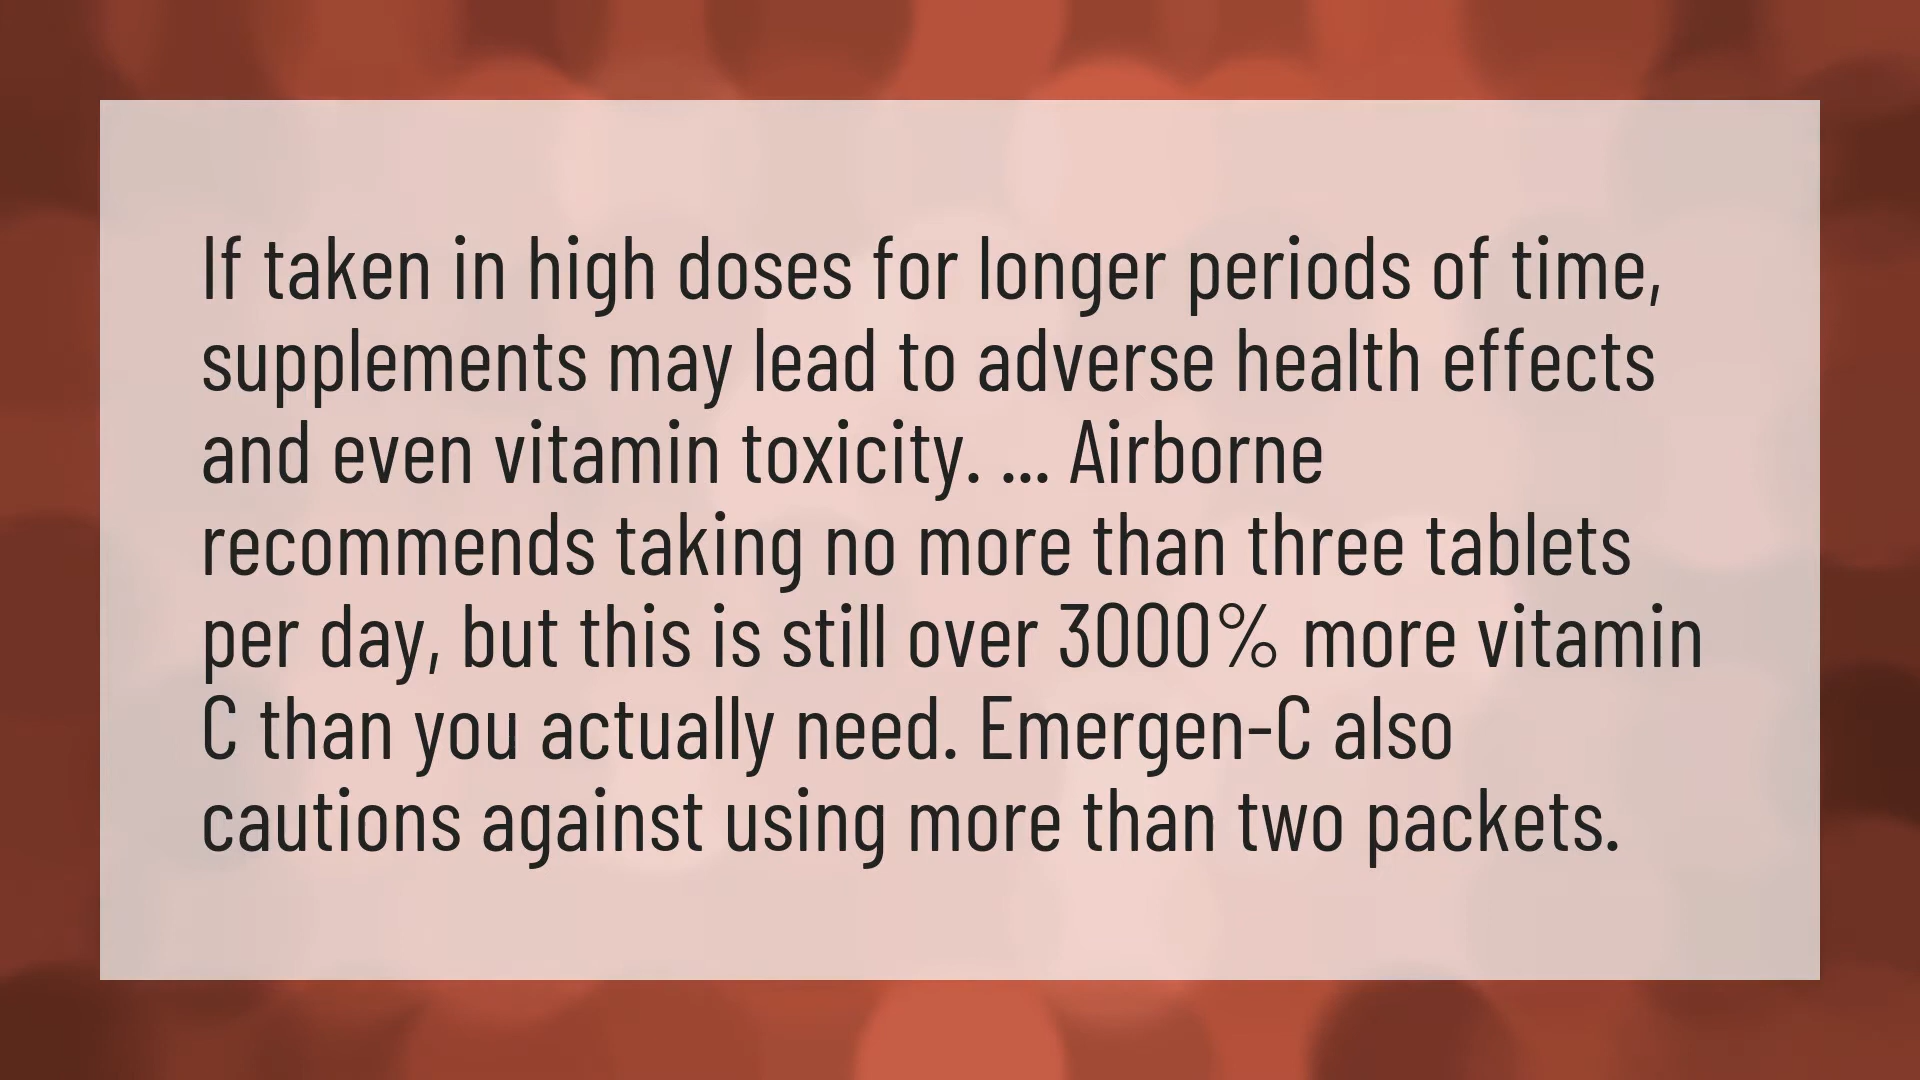 If taken in high doses for longer periods of time,
supplements may lead to adverse health effects
and even vitamin toxicity. ... Airborne
recommends taking no more than three tablets
per day, but this is still over 3000% more vitamin
C than you actually need. Emergen-C also
cautions against using more than two packets.